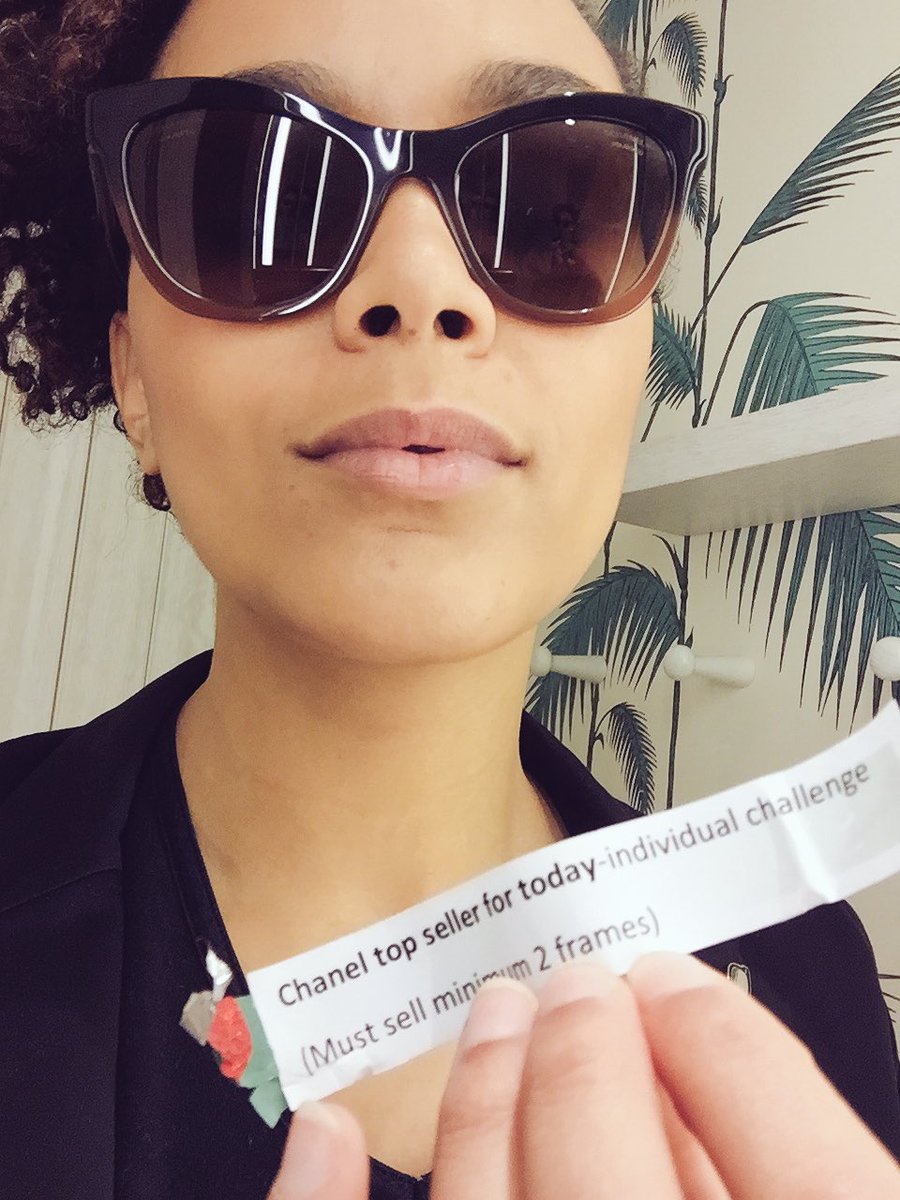 Chanel top seller for today-individual challenge
(Must sell minimum 2 frames)